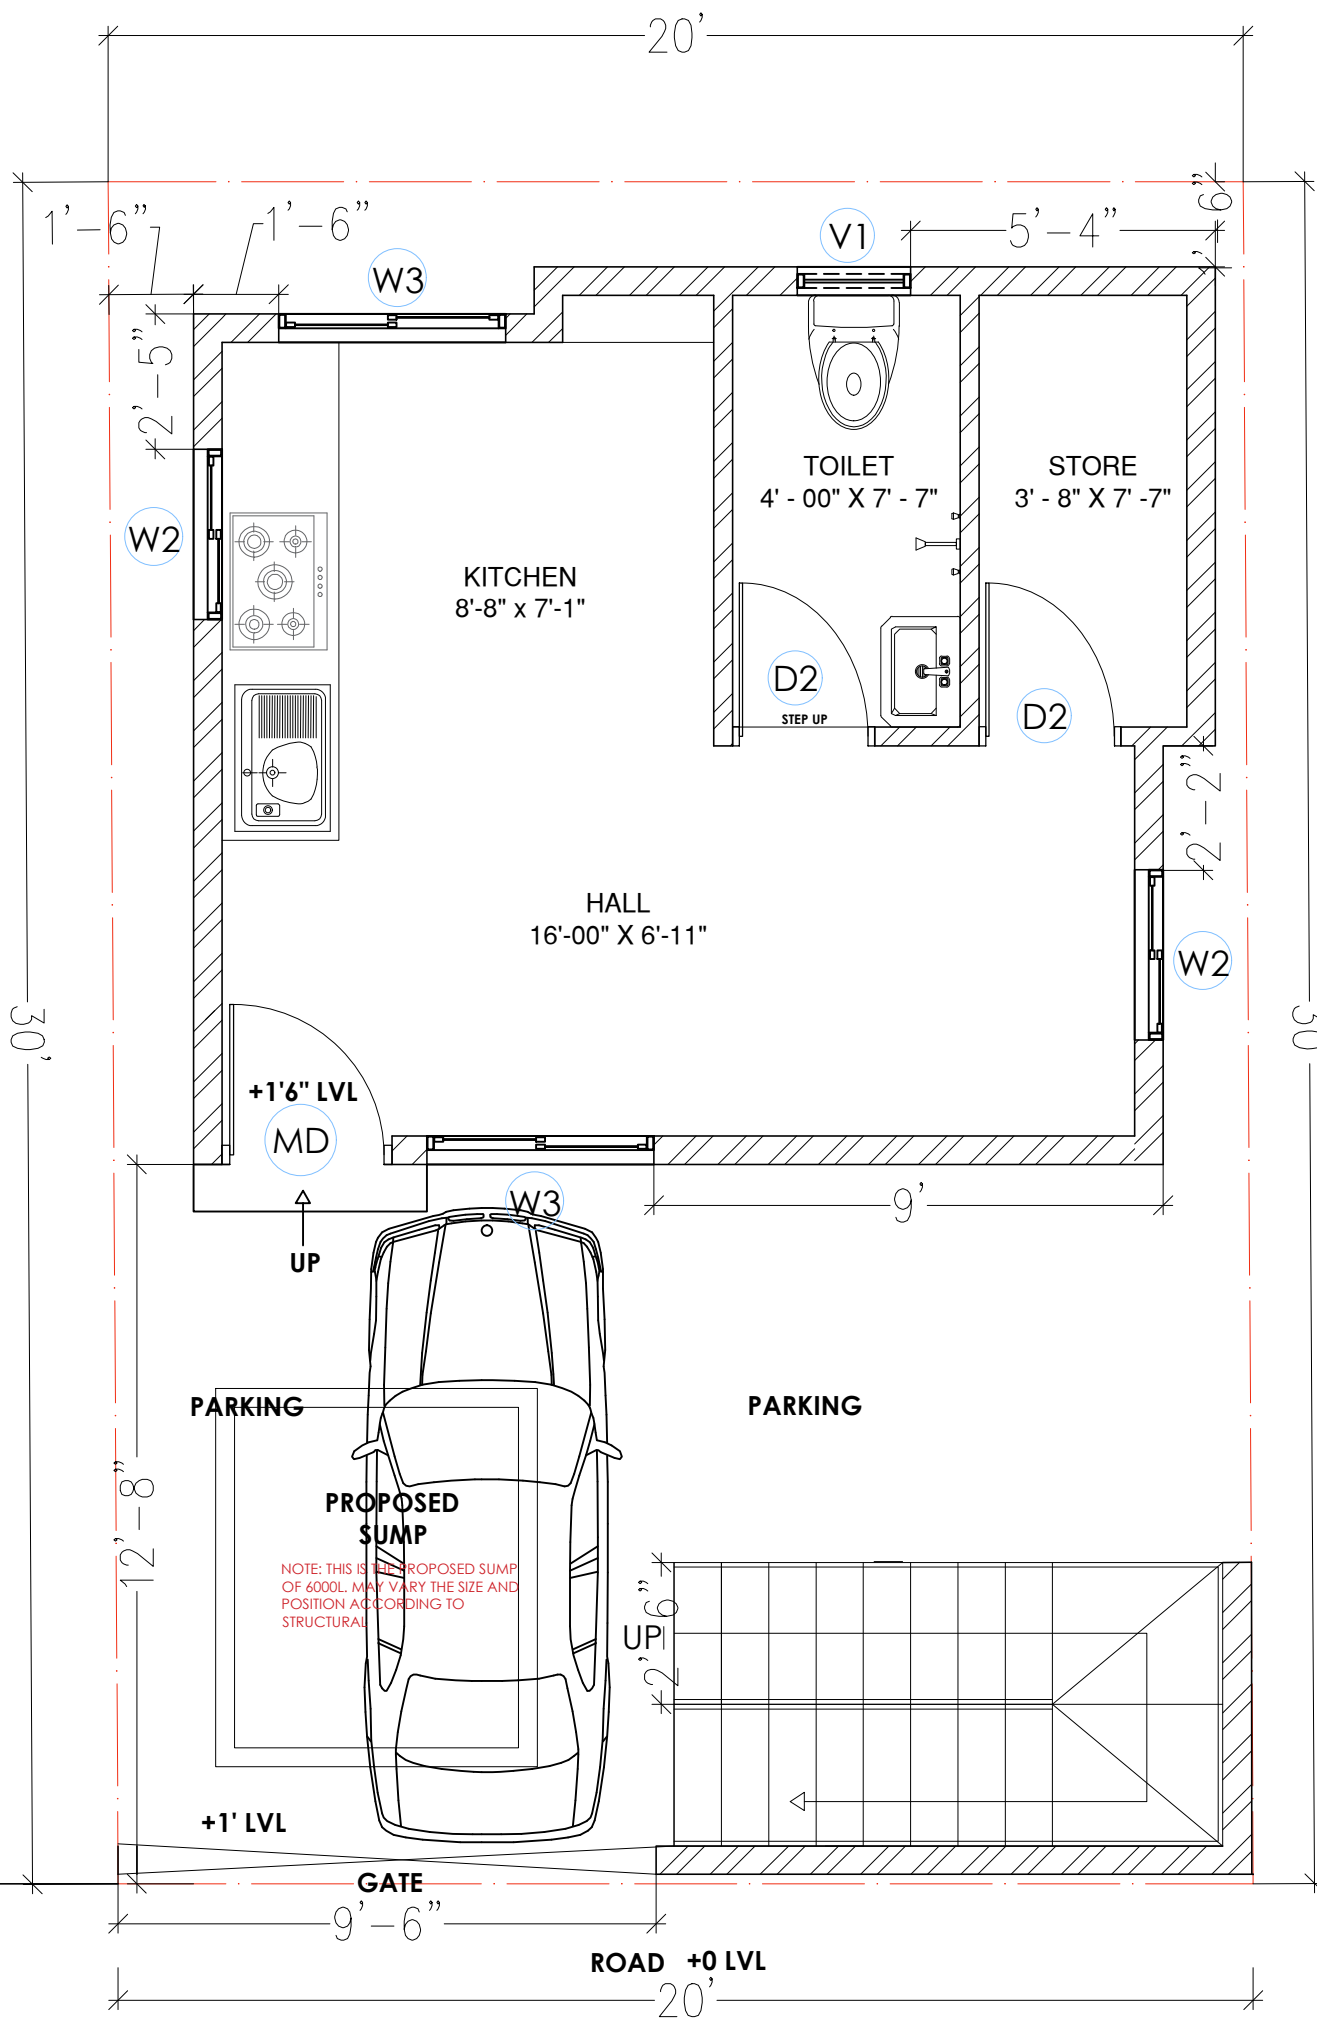 20'
6"
1'-6"
1'-6"
5'-4"
V1
W3
2'-5"
TOILET
4' - 00" X 7' - 7"
STORE
3' - 8" X 7' -7"
W2
KITCHEN
8'-8" x 7'-1"
D2
STEP UP
D2
2'-2"
HALL
16'-00" X 6'-11"
W2
30'
30
+1'6" LVL
MD
W3
9'
UP
PARKING
PARKING
12'-8"
PROPOSED
SUMP
NOTE: THIS IS THE PROPOSED SUMP
OF 6000L. MAY VARY THE SIZE AND
POSITION ACCORDING TO
STRUCTURAL
2'-6"
UP
+1' LVL
GATE
9'-6"
ROAD +0 LVL
20'